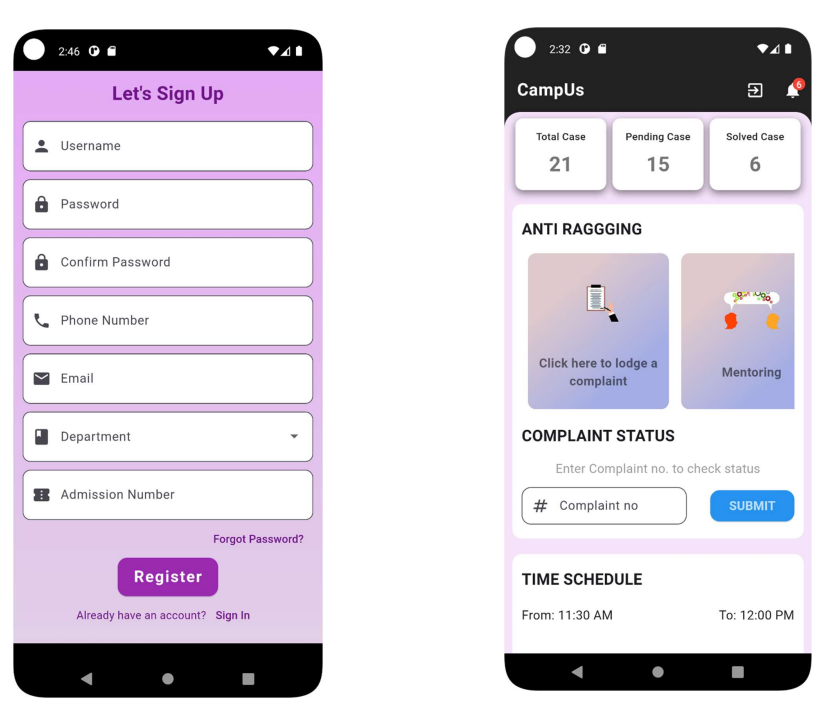 2:46
Let's Sign Up
Username
Password
Confirm Password
Phone Number
Email
Department
Admission Number
Forgot Password?
Register
Already have an account? Sign In
2:32
CampUs
6
Total Case Pending Case Solved Case
21 15 6
ANTI RAGGGING
Click here to lodge a
complaint
Mentoring
COMPLAINT STATUS
Enter Complaint no. to check status
# Complaint no
SUBMIT
TIME SCHEDULE
From: 11:30 AM To: 12:00 PM